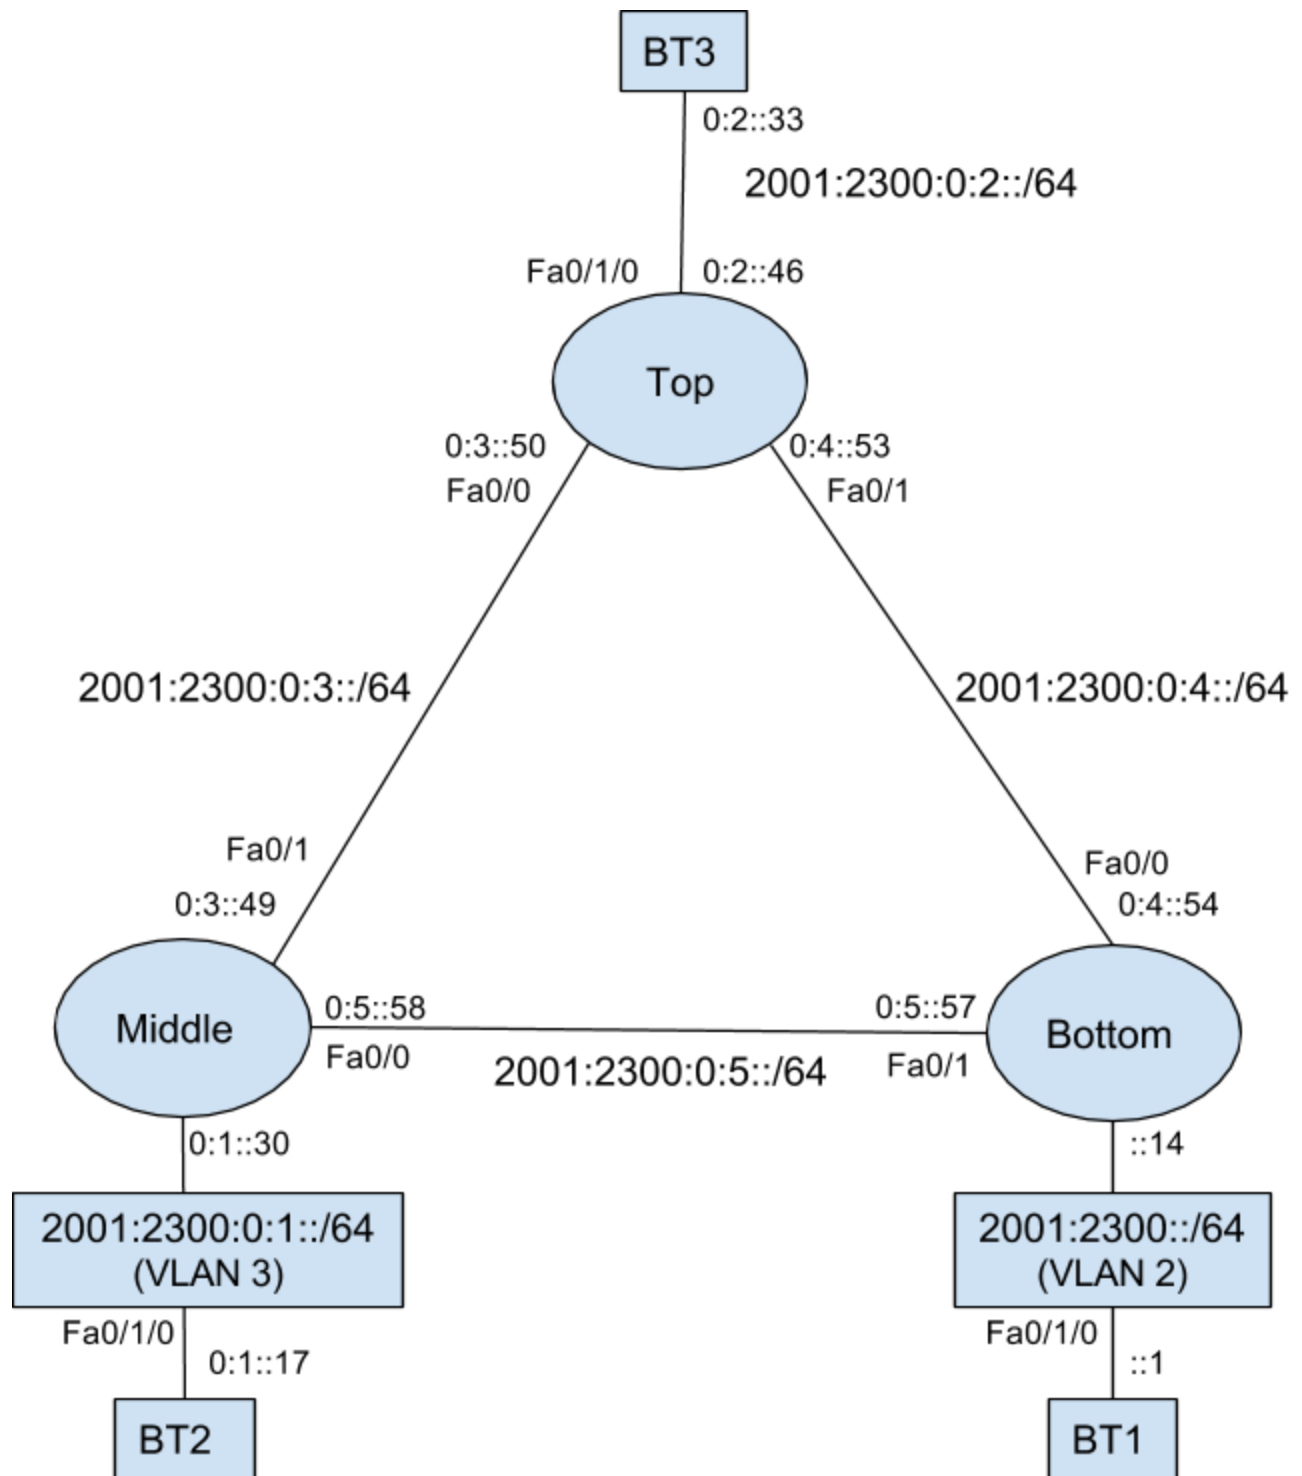 BT3
0:2::33
2001:2300:0:2::/64
Fa0/1/0
0:2::46
Top
0:3::50
0:4::53
Fa0/0
Fa0/1
2001:2300:0:3::/64
2001:2300:0:4::/64
Fa0/1
Fa0/0
0:3::49
0:4::54
Middle
0:5::58
0:5::57
Bottom
Fa0/0
2001:2300:0:5::/64
Fa0/1
0:1::30
::14
2001:2300:0:1::/64
(VLAN 3)
2001:2300::/64
(VLAN 2)
Fa0/1/0
Fa0/1/0
0:1::17
::1
BT2
BT1